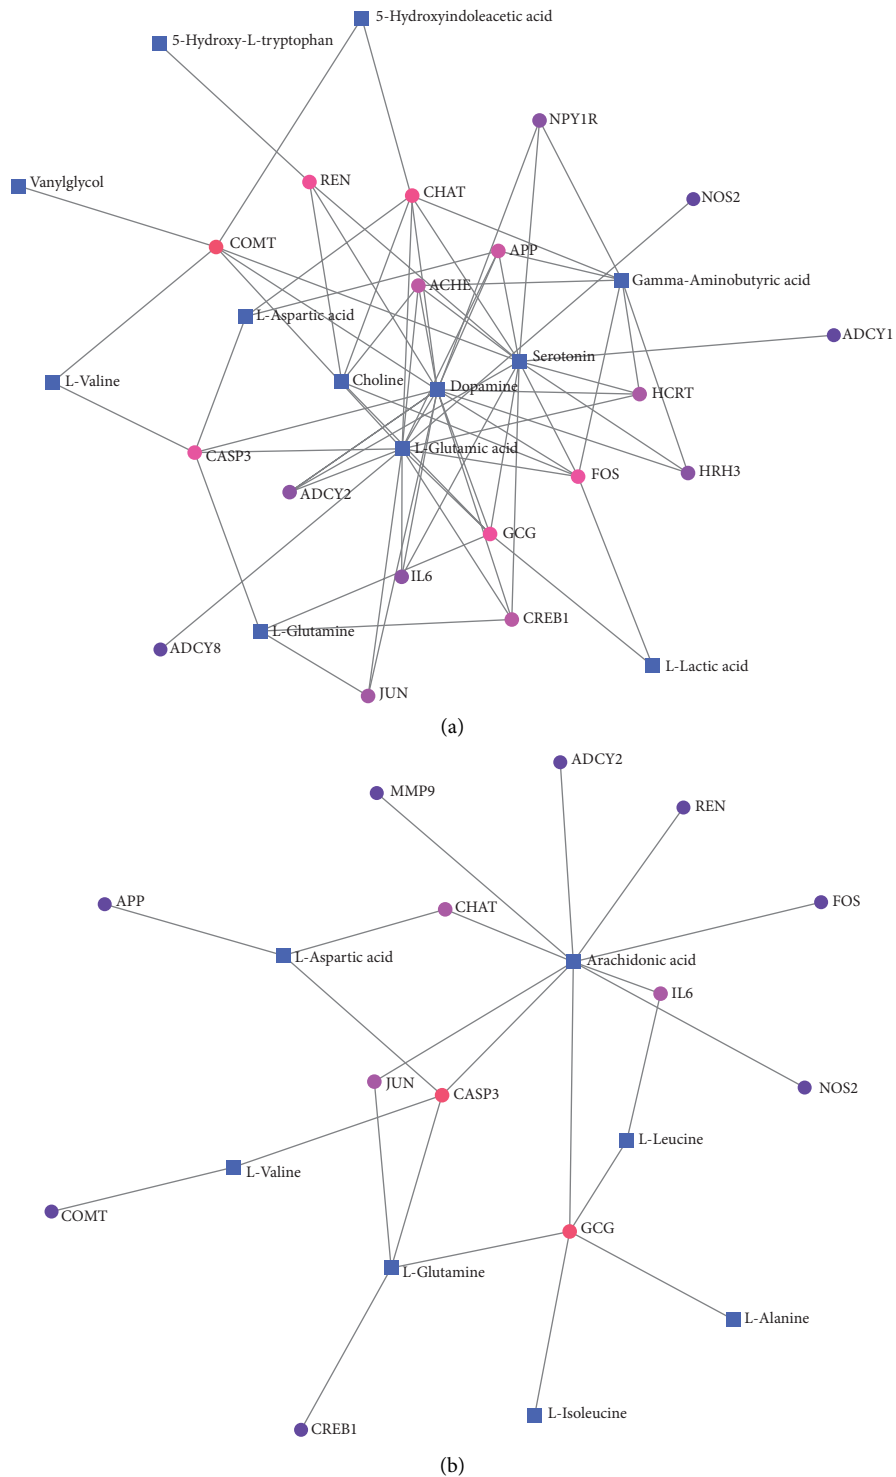 5-Hydroxyindoleacetic acid
5-Hydroxy-L-tryptophan
NPY1R
REN
Vanylglycol
CHAT
NOS2
COMT
APP
Gamma-Aminobutyric acid
ACHE
L-Aspartic acid
ADCY1
Serotonin
L-Valine
Choline
Dopamine
HCRT
L-Glutamic acid
CASP3
HRH3
FOS
ADCY2
GCG
IL6
CREB1
L-Glutamine
ADCY8
L-Lactic acid
JUN
(a)
ADCY2
MMP9
REN
APP
FOS
CHAT
L-Aspartic acid
Arachidonic acid
IL6
JUN
NOS2
CASP3
L-Leucine
L-Valine
COMT
GCG
L-Glutamine
L-Alanine
L-Isoleucine
CREB1
(b)